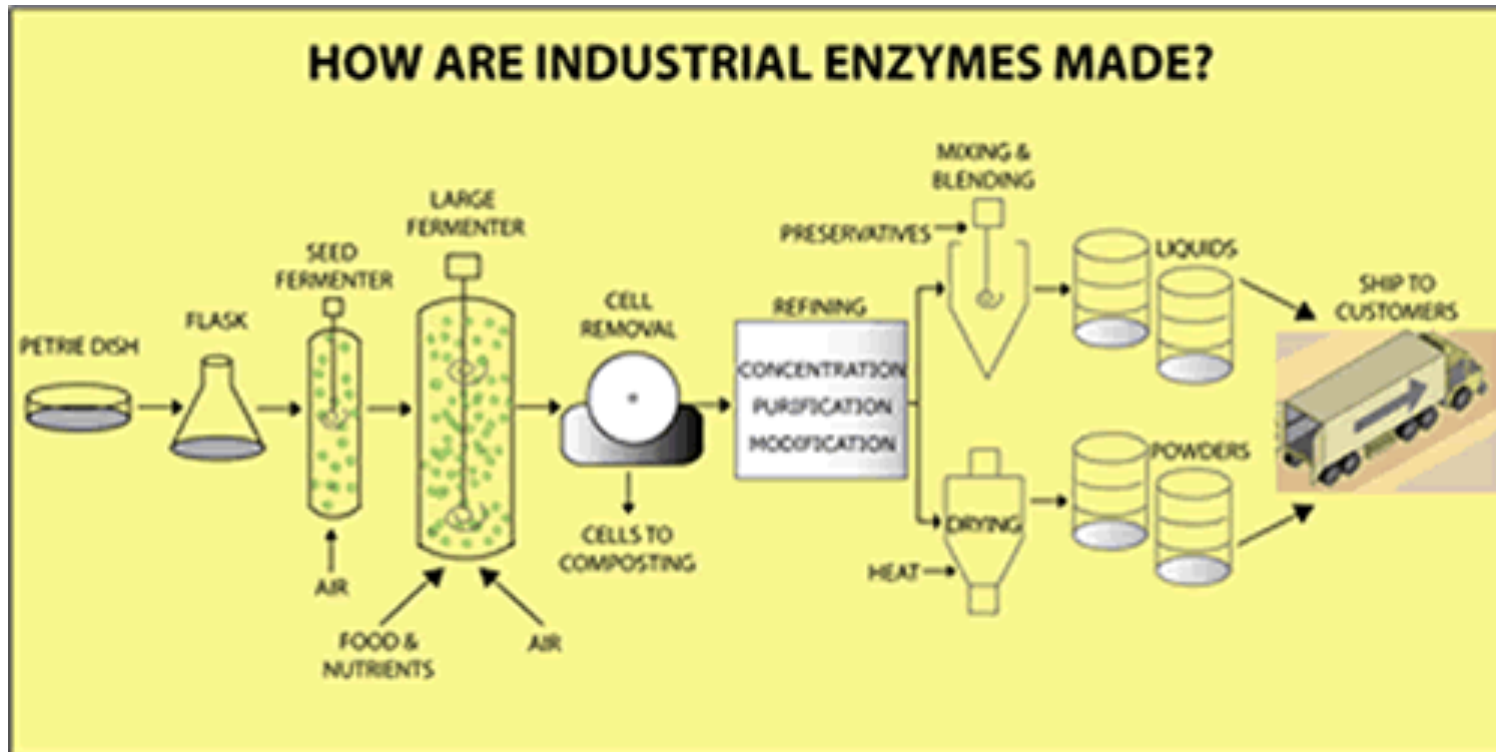 HOW ARE INDUSTRIAL ENZYMES MADE?
PETRIE DISH
FLASK
SEED
FERMENTER
AIR
LARGE
FERMENTER
FOOD &
NUTRIENTS
AIR
CELL
REMOVAL
CELLS TO
COMPOSTING
REFINING
CONCENTRATION
PURIFICATION
MODIFICATION
MIXING &
BLENDING
PRESERVATIVES
LIQUIDS
DRYING
HEAT
POWDERS
SHIP TO
CUSTOMERS